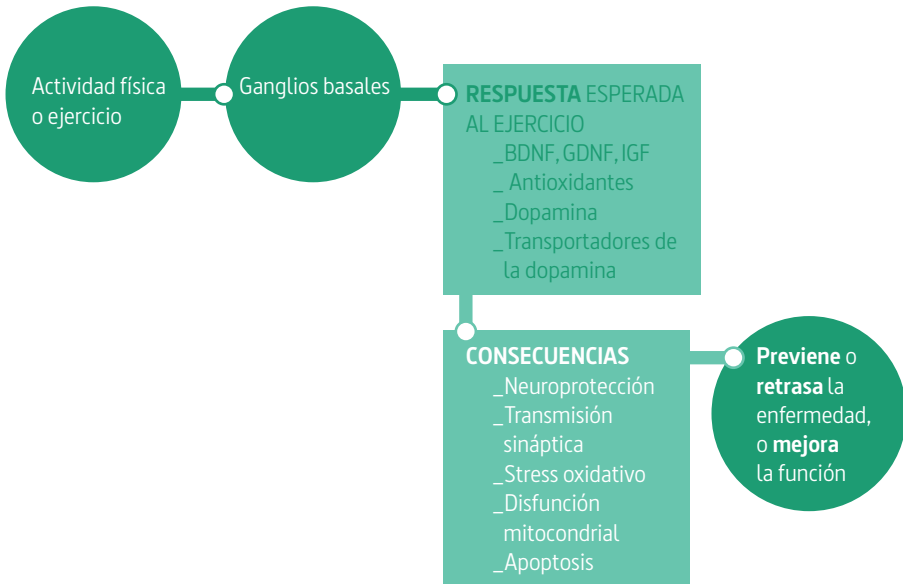 Actividad física
o ejercicio
Ganglios basales
RESPUESTA ESPERADA
AL EJERCICIO
_BDNF, GDNF, IGF
_ Antioxidantes
_Dopamina
_Transportadores de
la dopamina
CONSECUENCIAS
_Neuroprotección
_Transmisión
sináptica
_Stress oxidativo
_Disfunción
mitocondrial
_Apoptosis
Previene o
retrasa la
enfermedad,
o mejora
la función